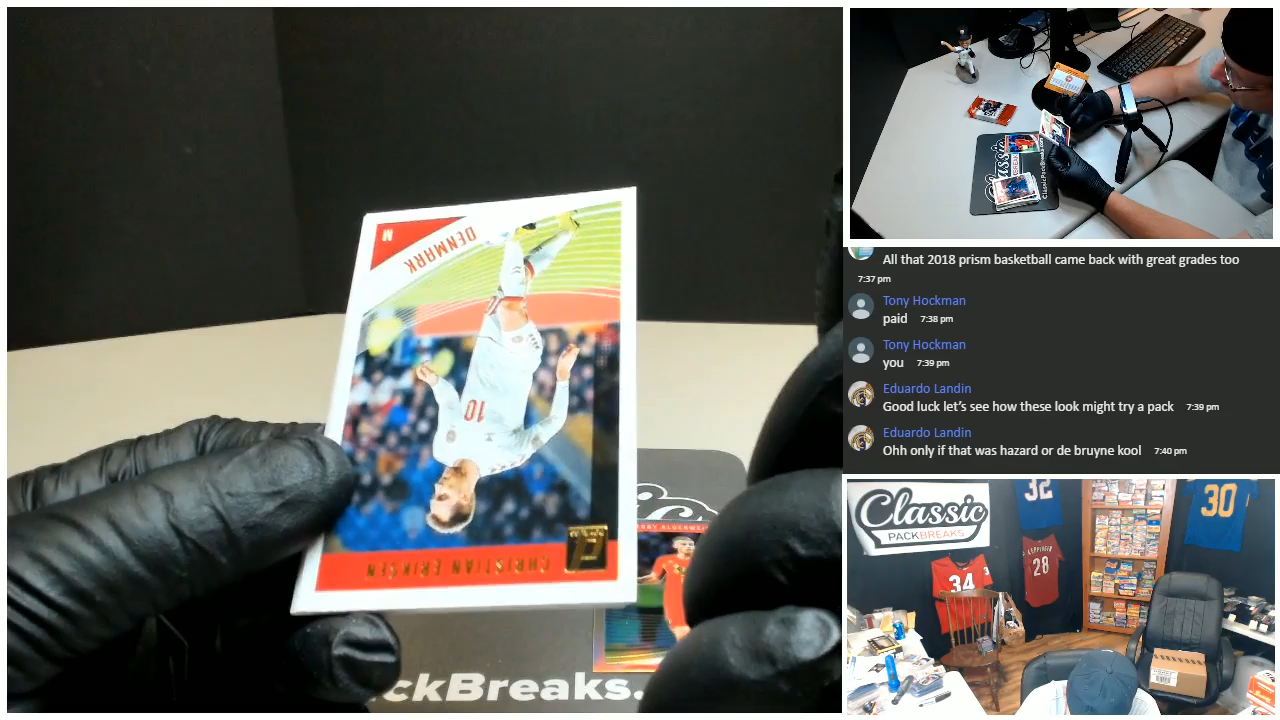 M
DENMARK
10
CHRISTIAN ERIKSEN
ckBreaks.
All that 2018 prism basketball came back with great grades too
7:37 pm
Tony Hockman
paid 7:38 pm
Tony Hockman
you 7:39 pm
Eduardo Landin
Good luck let's see how these look might try a pack 7:39 pm
Eduardo Landin
Ohh only if that was hazard or de bruyne kool 7:40 pm
Classic
PACKBREAKS
32
30
34
28